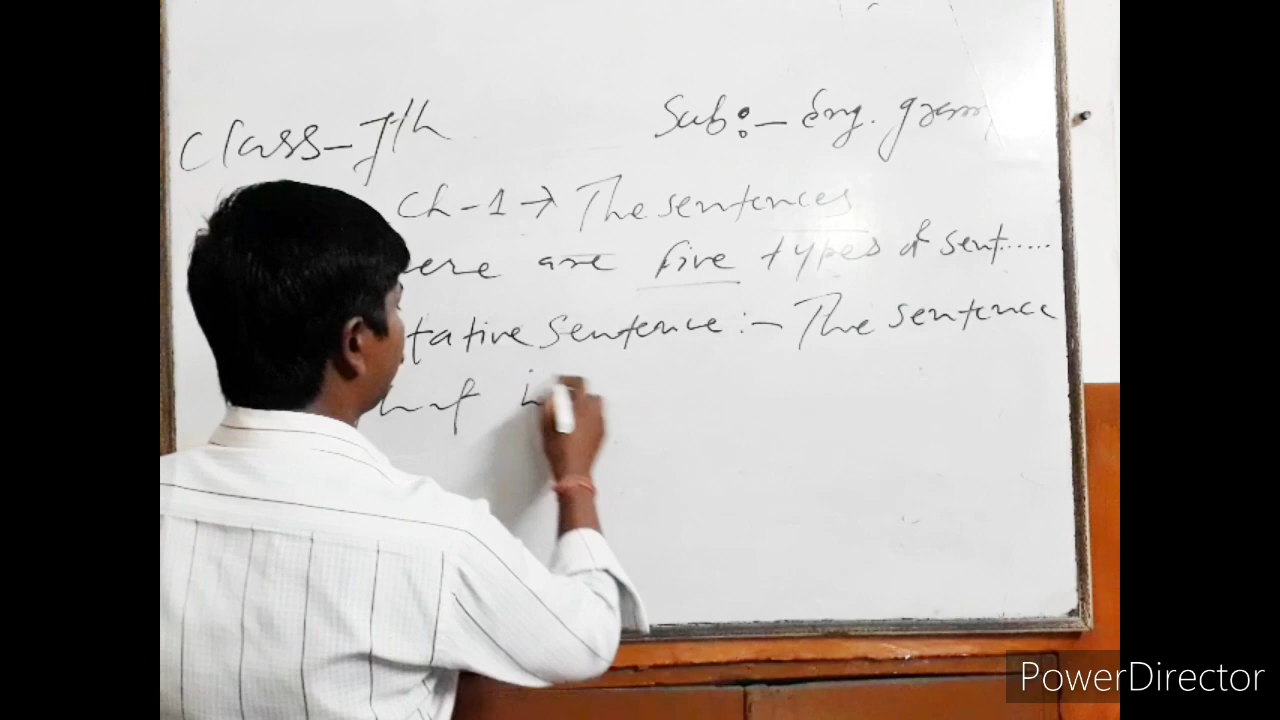 Class-7th
Sub:- Eng. gram
Ch-1 → The sentences
ere are five types of sent......
tative sentence :- The sentence
hat
PowerDirector